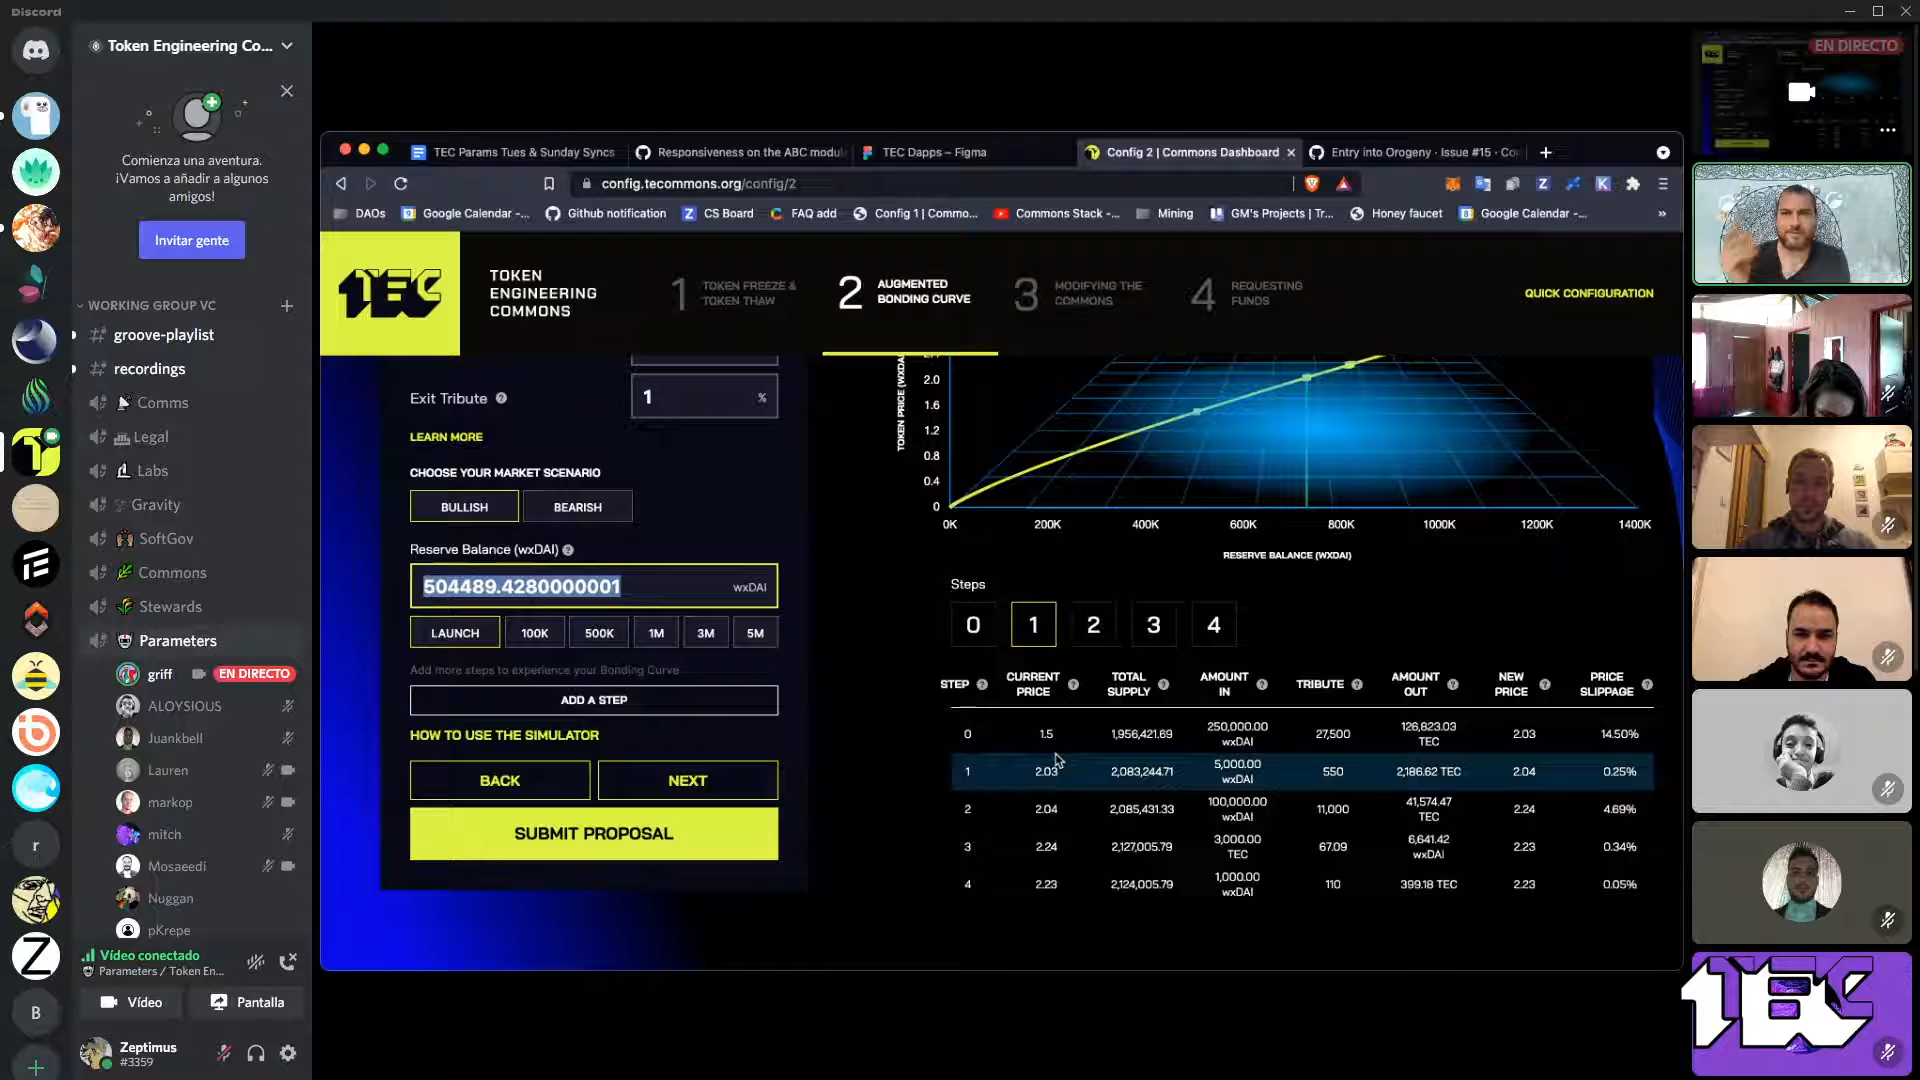 Discord
Token Engineering Co...
Comienza una aventura.
¡Vamos a añadir a algunos
amigos!
Invitar gente
WORKING GROUP VC
groove-playlist
recordings
Comms
Legal
Labs
Gravity
SoftGov
Commons
Stewards
Parameters
griff
EN DIRECTO
ALOYSIOUS
Juankbell
Lauren
markop
mitch
Mosaeedi
Nuggan
pKrepe
Vídeo conectado
Parameters / Token En...
Vídeo
Pantalla
Zeptimus
#3359
r
Z
B
TEC Params Tues & Sunday Syncs
Responsiveness on the ABC modul
TEC Dapps – Figma
Config 2 | Commons Dashboard
Entry into Orogeny · Issue #15 · Co
config.tecommons.org/config/2
DAOs
Google Calendar -...
Github notification
CS Board
FAQ add
Config 1 | Commo...
Commons Stack -...
Mining
GM's Projects | Tr...
Honey faucet
Google Calendar -...
TEC
TOKEN
ENGINEERING
COMMONS
1 TOKEN FREEZE &
TOKEN THAW
2 AUGMENTED
BONDING CURVE
3 MODIFYING THE
COMMONS
4 REQUESTING
FUNDS
QUICK CONFIGURATION
Exit Tribute
1 %
LEARN MORE
CHOOSE YOUR MARKET SCENARIO
BULLISH
BEARISH
Reserve Balance (wxDAI)
504489.4280000001 wxDAI
LAUNCH 100K 500K 1M 3M 5M
Add more steps to experience your Bonding Curve
ADD A STEP
HOW TO USE THE SIMULATOR
BACK
NEXT
SUBMIT PROPOSAL
TOKEN PRICE (WXDAI)
2.0
1.6
1.2
0.8
0.4
0
0K 200K 400K 600K 800K 1000K 1200K 1400K
RESERVE BALANCE (WXDAI)
Steps
0 1 2 3 4
STEP CURRENT PRICE TOTAL SUPPLY AMOUNT IN TRIBUTE AMOUNT OUT NEW PRICE PRICE SLIPPAGE
0 1.5 1,956,421.69 250,000.00 wxDAI 27,500 126,823.03 TEC 2.03 14.50%
1 2.03 2,083,244.71 5,000.00 wxDAI 550 2,186.62 TEC 2.04 0.25%
2 2.04 2,085,431.33 100,000.00 wxDAI 11,000 41,574.47 TEC 2.24 4.69%
3 2.24 2,127,005.79 3,000.00 TEC 67.09 6,641.42 wxDAI 2.23 0.34%
4 2.23 2,124,005.79 1,000.00 wxDAI 110 399.18 TEC 2.23 0.05%
EN DIRECTO
TEC